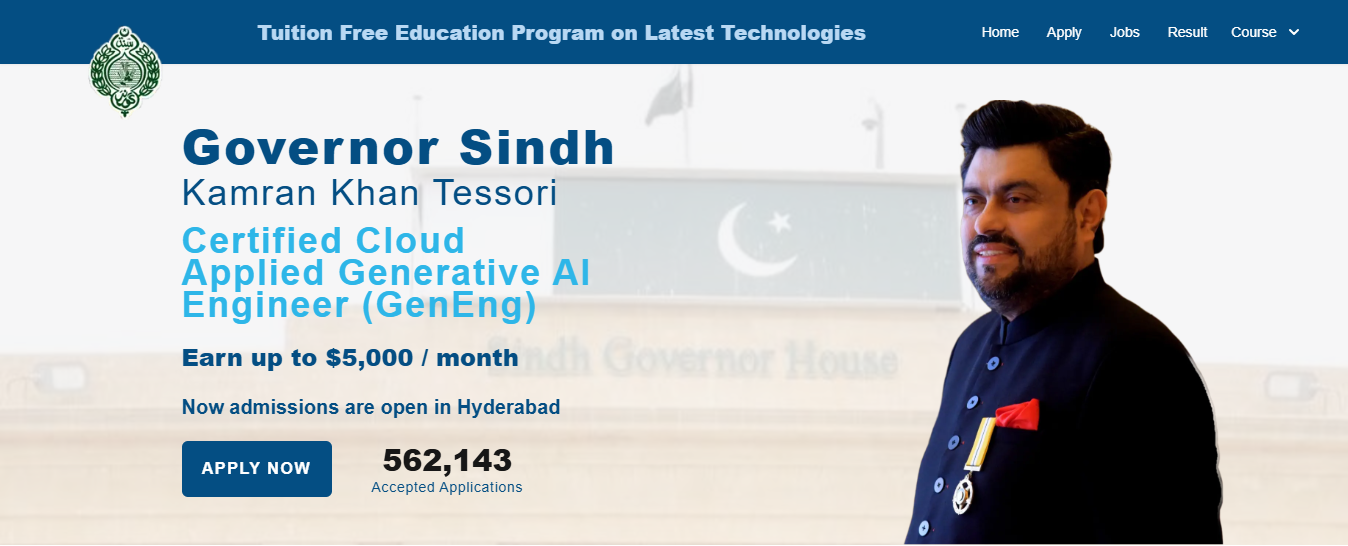 Tuition Free Education Program on Latest Technologies
Home Apply Jobs Result Course
Governor Sindh
Kamran Khan Tessori
Certified Cloud
Applied Generative AI
Engineer (GenEng)
Earn up to $5,000 / month
Sindh Governor House
Now admissions are open in Hyderabad
APPLY NOW
562,143
Accepted Applications